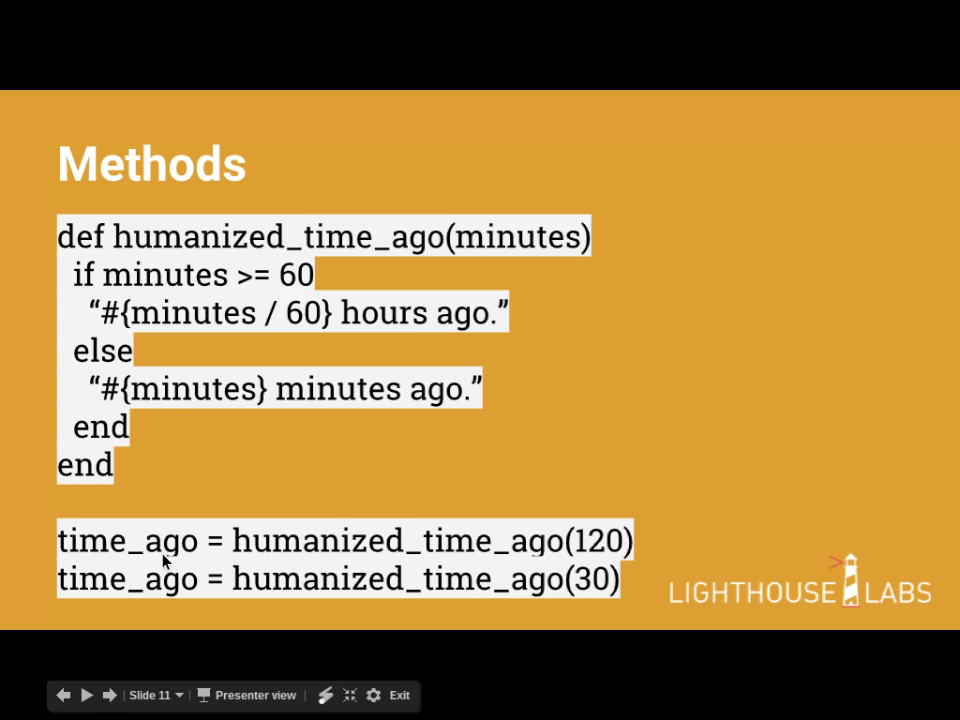 Methods
def humanized_time_ago(minutes)
if minutes >= 60
“#{minutes / 60} hours ago.”
else
“#{minutes} minutes ago.”
end
end
time_ago = humanized_time_ago(120)
time_ago = humanized_time_ago(30)
LIGHTHOUSE LABS
Slide 11
Presenter view
Exit